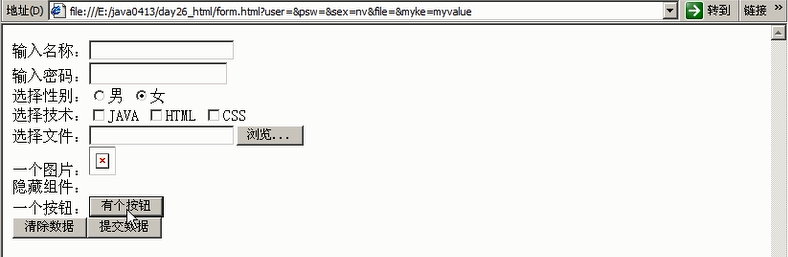 地址(D) file:///E:/java0413/day26_html/form.html?user=&psw=&sex=nv&file=&myke=myvalue 转到 链接 »
输入名称：
输入密码：
选择性别： 男 女
选择技术： JAVA HTML CSS
选择文件： 浏览...
一个图片：
隐藏组件：
一个按钮： 有个按钮
清除数据 提交数据